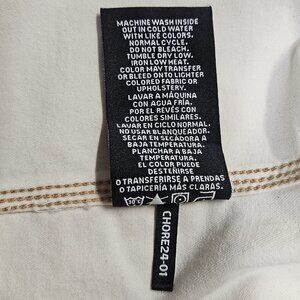 MACHINE WASH INSIDE
OUT IN COLD WATER
WITH LIKE COLORS.
NORMAL CYCLE.
DO NOT BLEACH.
TUMBLE DRY LOW.
IRON LOW HEAT.
COLOR MAY TRANSFER
OR BLEED ONTO LIGHTER
COLORED FABRIC OR
UPHOLSTERY.
LAVAR A MÁQUINA
CON AGUA FRÍA.
POR EL REVÉS CON
COLORES SIMILARES.
LAVAR EN CICLO NORMAL.
NO USAR BLANQUEADOR.
SECAR EN SECADORA A
BAJA TEMPERATURA.
PLANCHAR A BAJA
TEMPERATURA.
EL COLOR PUEDE
DESTEÑIRSE
O TRANSFERIRSE A PRENDAS
O TAPICERÍA MÁS CLARAS.
30°C
CHORE24-01